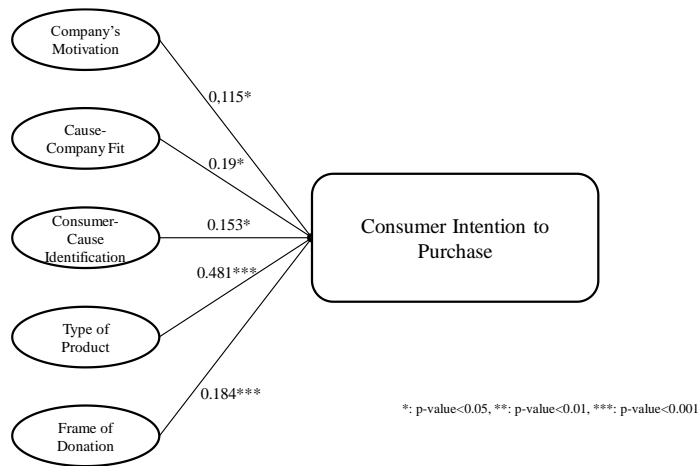 Company's
Motivation
0,115*
Cause-
Company Fit
0.19*
Consumer-
Cause
Identification
0.153*
Consumer Intention to
Purchase
0.481***
Type of
Product
0.184***
Frame of
Donation
*: p-value<0.05, **: p-value<0.01, ***: p-value<0.001